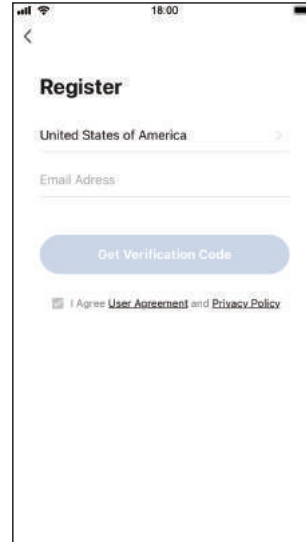 18:00
Register
United States of America
Email Adress
Get Verification Code
I Agree User Agreement and Privacy Policy